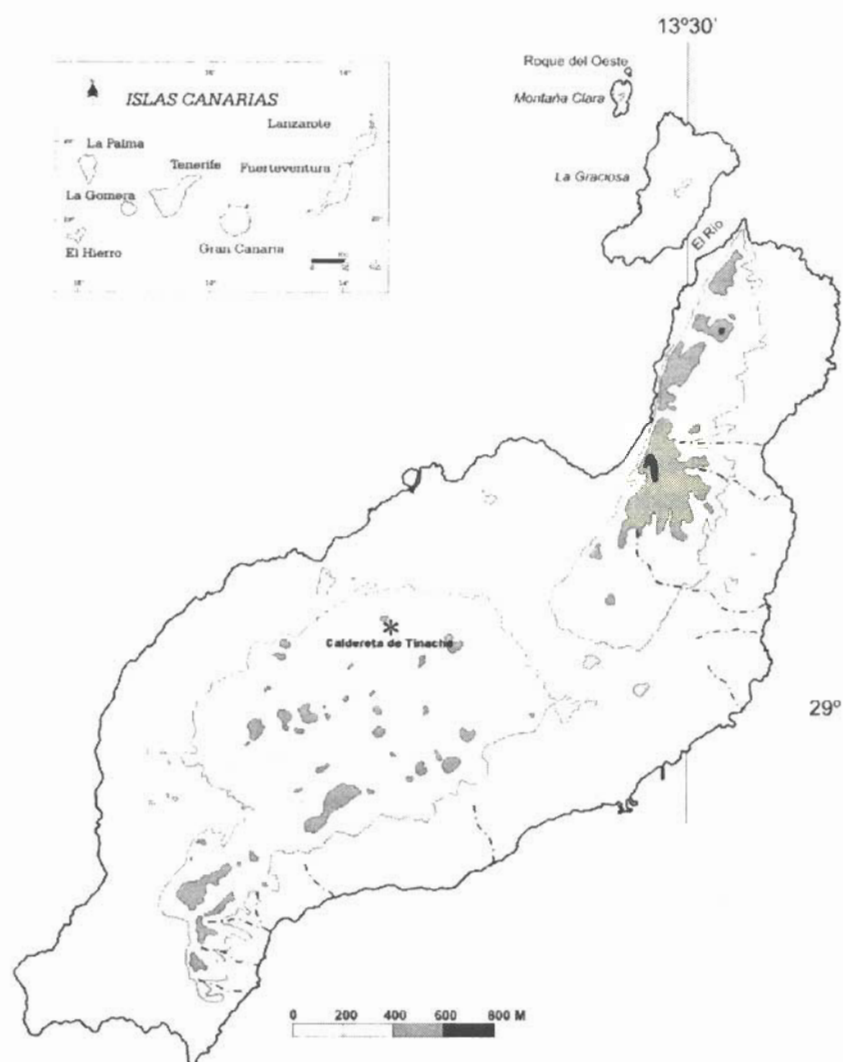 13°30'
Roque del Oeste
Montaña Clara
La Graciosa
El Río
ISLAS CANARIAS
Lanzarote
La Palma
Tenerife
Fuerteventura
La Gomera
Gran Canaria
El Hierro
Caldereta de Tinache
29°
0 200 400 600 800 M